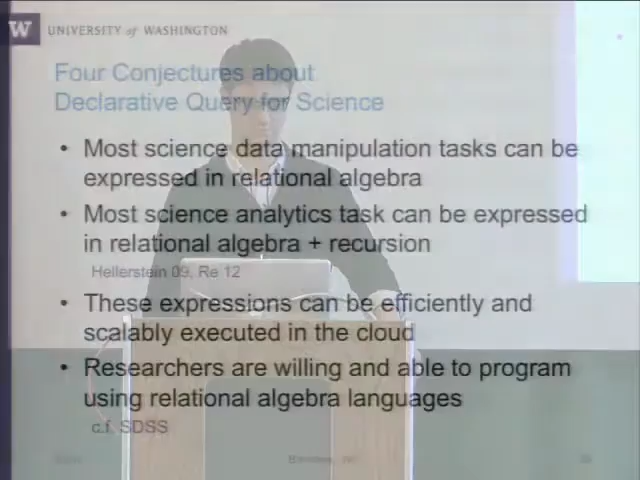 W UNIVERSITY of WASHINGTON
Four Conjectures about
Declarative Query for Science
• Most science data manipulation tasks can be
expressed in relational algebra
• Most science analytics task can be expressed
in relational algebra + recursion
Hellerstein 09, Re 12
• These expressions can be efficiently and
scalably executed in the cloud
• Researchers are willing and able to program
using relational algebra languages
c.f. SDSS